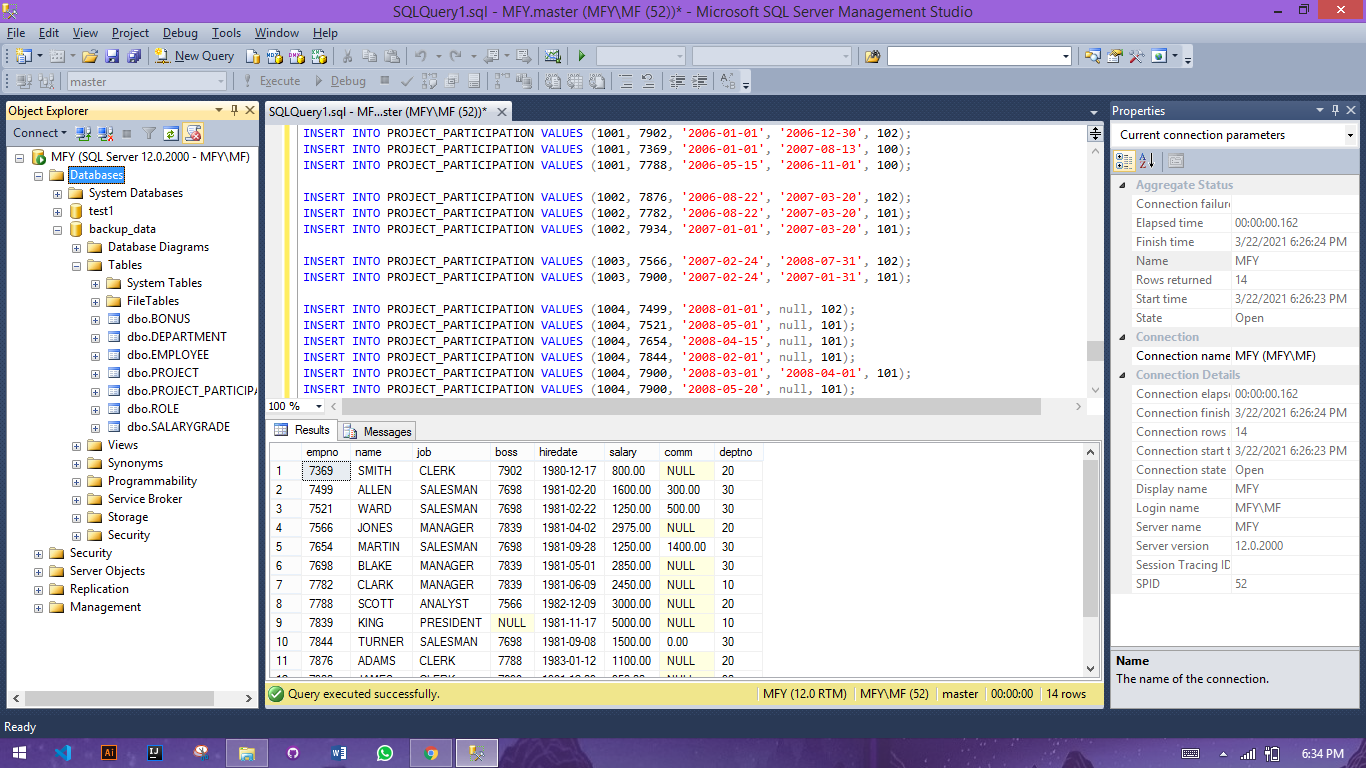 SQLQuery1.sql - MFY.master (MFY\MF (52))* - Microsoft SQL Server Management Studio
File Edit View Project Debug Tools Window Help
New Query
master Execute Debug
Object Explorer
Connect
MFY (SQL Server 12.0.2000 - MFY\MF)
Databases
System Databases
test1
backup_data
Database Diagrams
Tables
System Tables
FileTables
dbo.BONUS
dbo.DEPARTMENT
dbo.EMPLOYEE
dbo.PROJECT
dbo.PROJECT_PARTICIPA
dbo.ROLE
dbo.SALARYGRADE
Views
Synonyms
Programmability
Service Broker
Storage
Security
Security
Server Objects
Replication
Management
SQLQuery1.sql - MF...ster (MFY\MF (52))*
INSERT INTO PROJECT_PARTICIPATION VALUES (1001, 7902, '2006-01-01', '2006-12-30', 102);
INSERT INTO PROJECT_PARTICIPATION VALUES (1001, 7369, '2006-01-01', '2007-08-13', 100);
INSERT INTO PROJECT_PARTICIPATION VALUES (1001, 7788, '2006-05-15', '2006-11-01', 100);
INSERT INTO PROJECT_PARTICIPATION VALUES (1002, 7876, '2006-08-22', '2007-03-20', 102);
INSERT INTO PROJECT_PARTICIPATION VALUES (1002, 7782, '2006-08-22', '2007-03-20', 101);
INSERT INTO PROJECT_PARTICIPATION VALUES (1002, 7934, '2007-01-01', '2007-03-20', 101);
INSERT INTO PROJECT_PARTICIPATION VALUES (1003, 7566, '2007-02-24', '2008-07-31', 102);
INSERT INTO PROJECT_PARTICIPATION VALUES (1003, 7900, '2007-02-24', '2007-01-31', 101);
INSERT INTO PROJECT_PARTICIPATION VALUES (1004, 7499, '2008-01-01', null, 102);
INSERT INTO PROJECT_PARTICIPATION VALUES (1004, 7521, '2008-05-01', null, 101);
INSERT INTO PROJECT_PARTICIPATION VALUES (1004, 7654, '2008-04-15', null, 101);
INSERT INTO PROJECT_PARTICIPATION VALUES (1004, 7844, '2008-02-01', null, 101);
INSERT INTO PROJECT_PARTICIPATION VALUES (1004, 7900, '2008-03-01', '2008-04-01', 101);
INSERT INTO PROJECT_PARTICIPATION VALUES (1004, 7900, '2008-05-20', null, 101);
100 %
Results Messages
empno name job boss hiredate salary comm deptno
1 7369 SMITH CLERK 7902 1980-12-17 800.00 NULL 20
2 7499 ALLEN SALESMAN 7698 1981-02-20 1600.00 300.00 30
3 7521 WARD SALESMAN 7698 1981-02-22 1250.00 500.00 30
4 7566 JONES MANAGER 7839 1981-04-02 2975.00 NULL 20
5 7654 MARTIN SALESMAN 7698 1981-09-28 1250.00 1400.00 30
6 7698 BLAKE MANAGER 7839 1981-05-01 2850.00 NULL 30
7 7782 CLARK MANAGER 7839 1981-06-09 2450.00 NULL 10
8 7788 SCOTT ANALYST 7566 1982-12-09 3000.00 NULL 20
9 7839 KING PRESIDENT NULL 1981-11-17 5000.00 NULL 10
10 7844 TURNER SALESMAN 7698 1981-09-08 1500.00 0.00 30
11 7876 ADAMS CLERK 7788 1983-01-12 1100.00 NULL 20
Query executed successfully. MFY (12.0 RTM) MFY\MF (52) master 00:00:00 14 rows
Properties
Current connection parameters
Aggregate Status
Connection failure
Elapsed time 00:00:00.162
Finish time 3/22/2021 6:26:24 PM
Name MFY
Rows returned 14
Start time 3/22/2021 6:26:23 PM
State Open
Connection
Connection name MFY (MFY\MF)
Connection Details
Connection elaps 00:00:00.162
Connection finish 3/22/2021 6:26:24 PM
Connection rows 14
Connection start t 3/22/2021 6:26:23 PM
Connection state Open
Display name MFY
Login name MFY\MF
Server name MFY
Server version 12.0.2000
Session Tracing ID
SPID 52
Name
The name of the connection.
Ready
6:34 PM